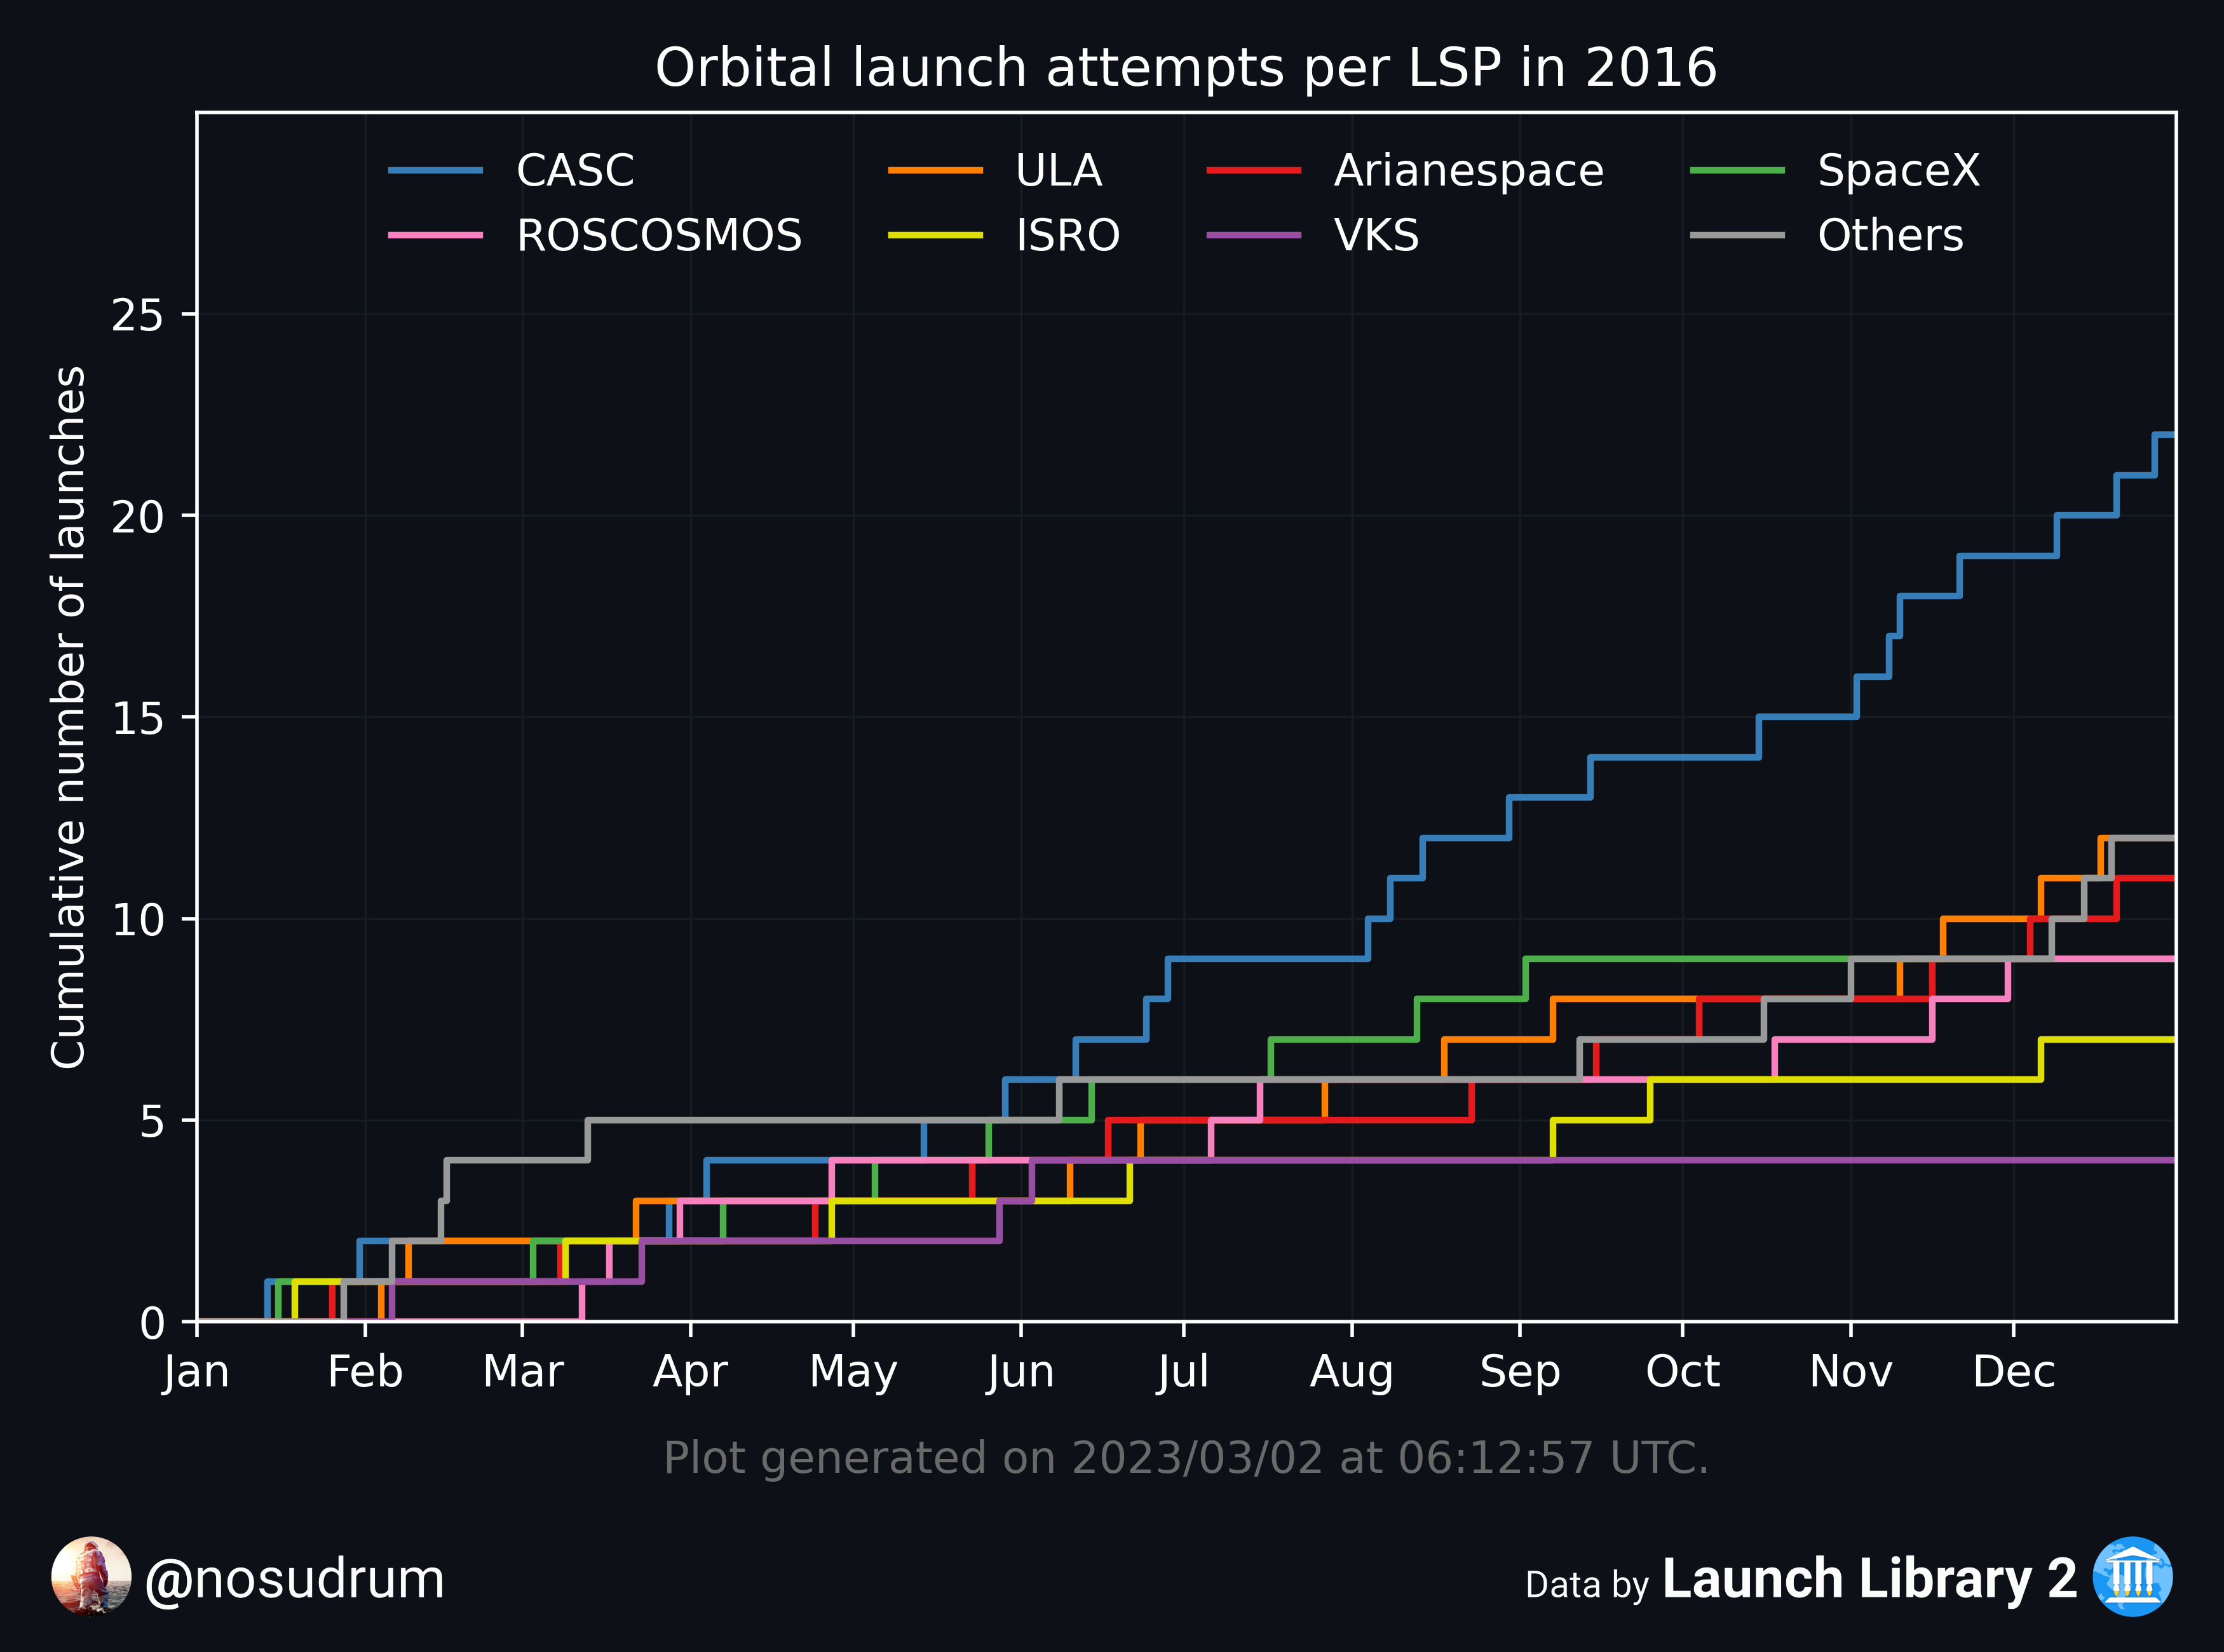 Orbital launch attempts per LSP in 2016
CASC ULA Arianespace SpaceX
ROSCOSMOS ISRO VKS Others
Cumulative number of launches
25
20
15
10
5
0
Jan Feb Mar Apr May Jun Jul Aug Sep Oct Nov Dec
Plot generated on 2023/03/02 at 06:12:57 UTC.
@nosudrum
Data by Launch Library 2